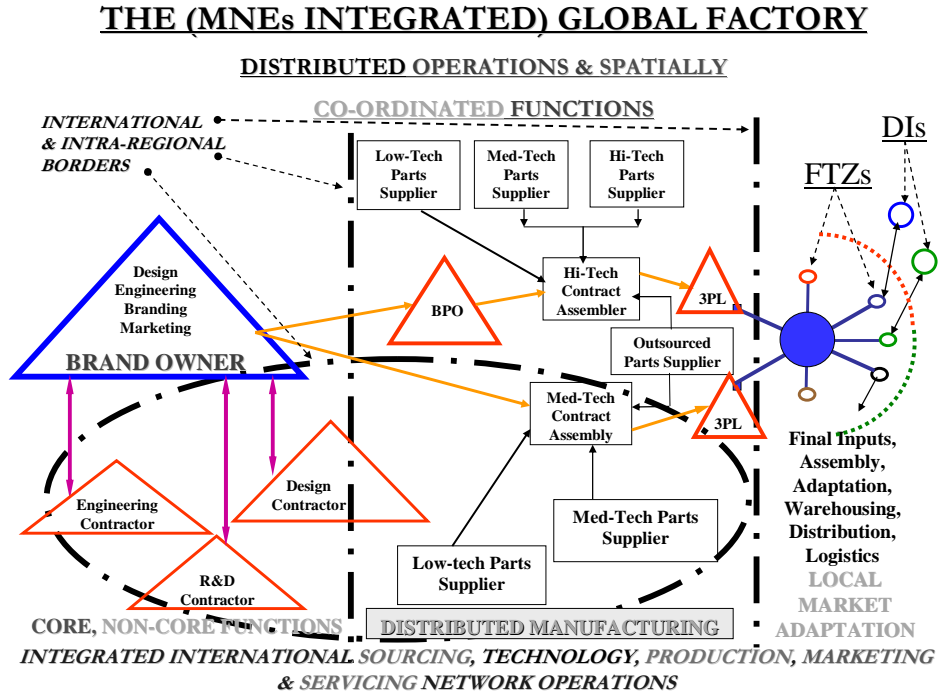 THE (MNEs INTEGRATED) GLOBAL FACTORY
DISTRIBUTED OPERATIONS & SPATIALLY
CO-ORDINATED FUNCTIONS
INTERNATIONAL
& INTRA-REGIONAL
BORDERS
DIs
FTZs
Low-Tech
Parts
Supplier
Med-Tech
Parts
Supplier
Hi-Tech
Parts
Supplier
Design
Engineering
Branding
Marketing
BRAND OWNER
BPO
Hi-Tech
Contract
Assembler
3PL
Outsourced
Parts Supplier
Med-Tech
Contract
Assembly
3PL
Engineering
Contractor
Design
Contractor
R&D
Contractor
Low-tech Parts
Supplier
Med-Tech Parts
Supplier
Final Inputs,
Assembly,
Adaptation,
Warehousing,
Distribution,
Logistics
LOCAL
MARKET
ADAPTATION
CORE, NON-CORE FUNCTIONS
DISTRIBUTED MANUFACTURING
INTEGRATED INTERNATIONAL SOURCING, TECHNOLOGY, PRODUCTION, MARKETING
& SERVICING NETWORK OPERATIONS